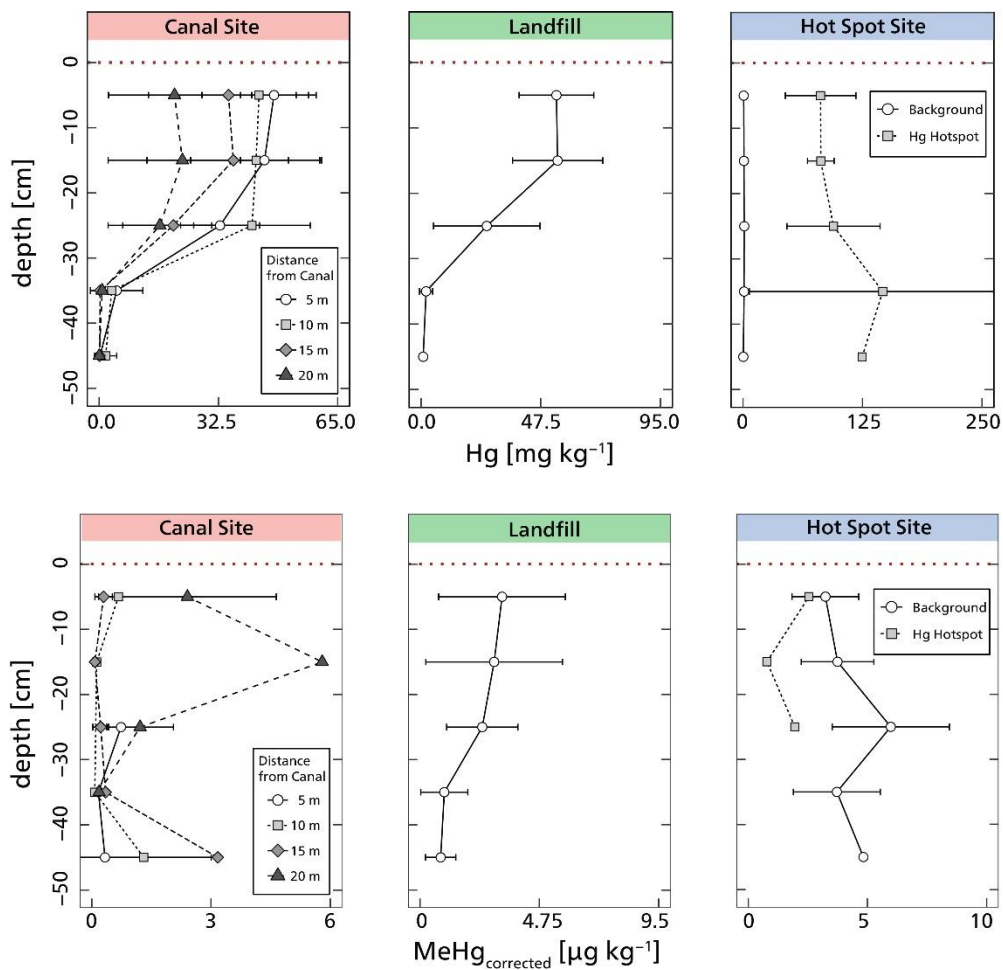 Canal Site
Landfill
Hot Spot Site
depth [cm]
0
-10
-20
-30
-40
-50
Distance
from Canal
5 m
10 m
15 m
20 m
Background
Hg Hotspot
0.0 32.5 65.0
0.0 47.5 95.0
0 125 250
Hg [mg kg⁻¹]
Canal Site
Landfill
Hot Spot Site
depth [cm]
0
-10
-20
-30
-40
-50
Distance
from Canal
5 m
10 m
15 m
20 m
Background
Hg Hotspot
0 3 6
0 4.75 9.5
0 5 10
MeHg corrected [µg kg⁻¹]